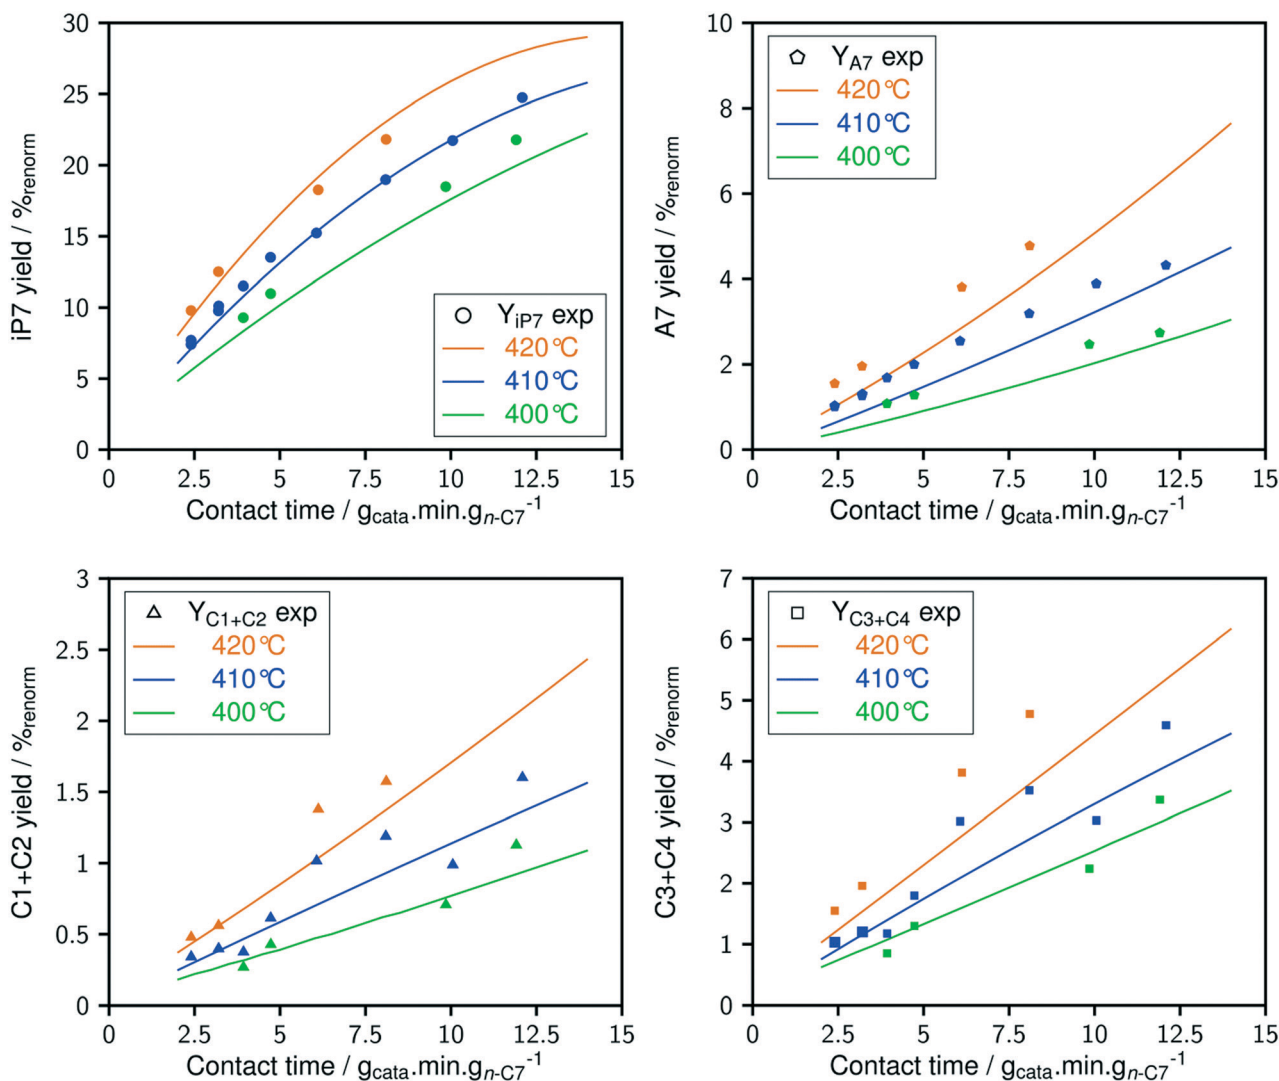 30
25
20
15
10
5
0
iP7 yield / %renorm
YiP7 exp
420°C
410°C
400°C
0 2.5 5 7.5 10 12.5 15
Contact time / gcata.min.gn-C7-1
10
8
6
4
2
0
A7 yield / %renorm
YA7 exp
420°C
410°C
400°C
0 2.5 5 7.5 10 12.5 15
Contact time / gcata.min.gn-C7-1
3
2.5
2
1.5
1
0.5
0
C1+C2 yield / %renorm
YC1+C2 exp
420°C
410°C
400°C
0 2.5 5 7.5 10 12.5 15
Contact time / gcata.min.gn-C7-1
7
6
5
4
3
2
1
0
C3+C4 yield / %renorm
YC3+C4 exp
420°C
410°C
400°C
0 2.5 5 7.5 10 12.5 15
Contact time / gcata.min.gn-C7-1